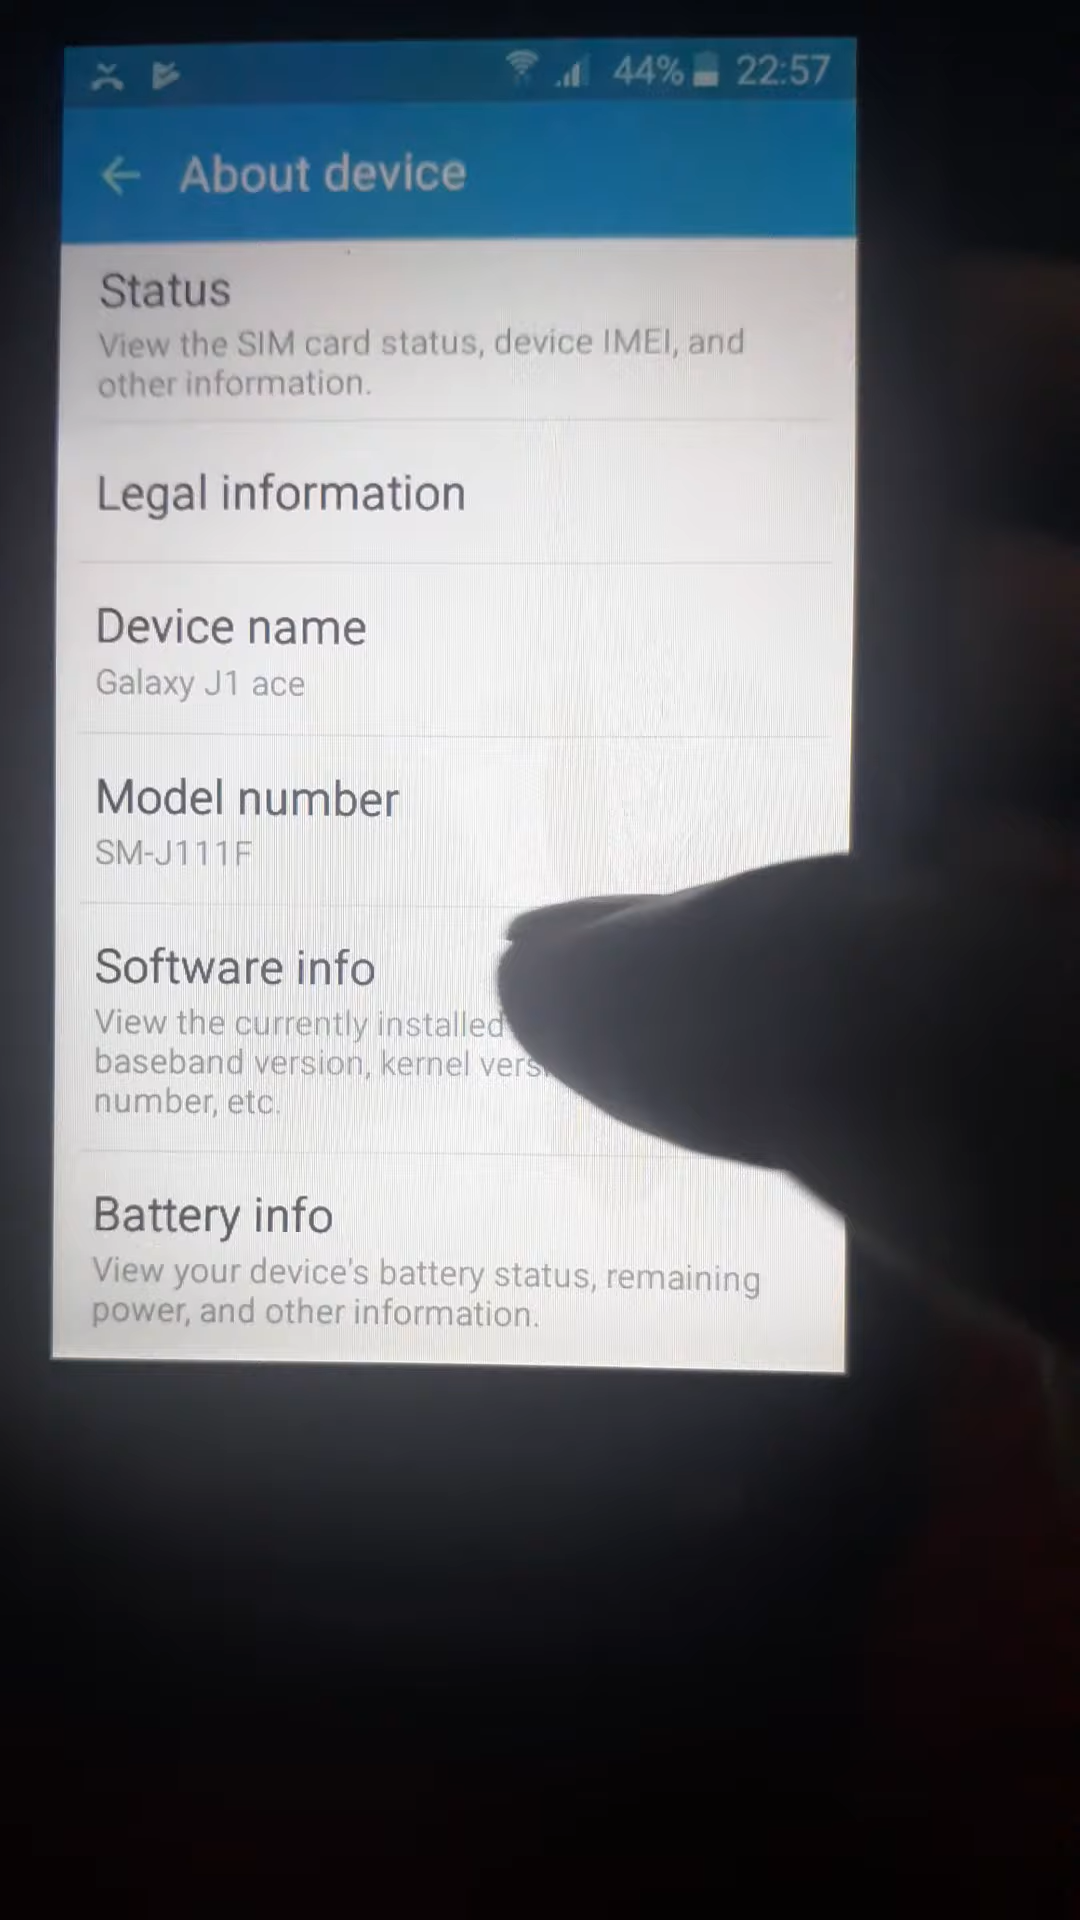 44% 22:57
About device
Status
View the SIM card status, device IMEI, and
other information.
Legal information
Device name
Galaxy J1 ace
Model number
SM-J111F
Software info
View the currently installed
baseband version, kernel
number, etc.
Battery info
View your device's battery status, remaining
power, and other information.